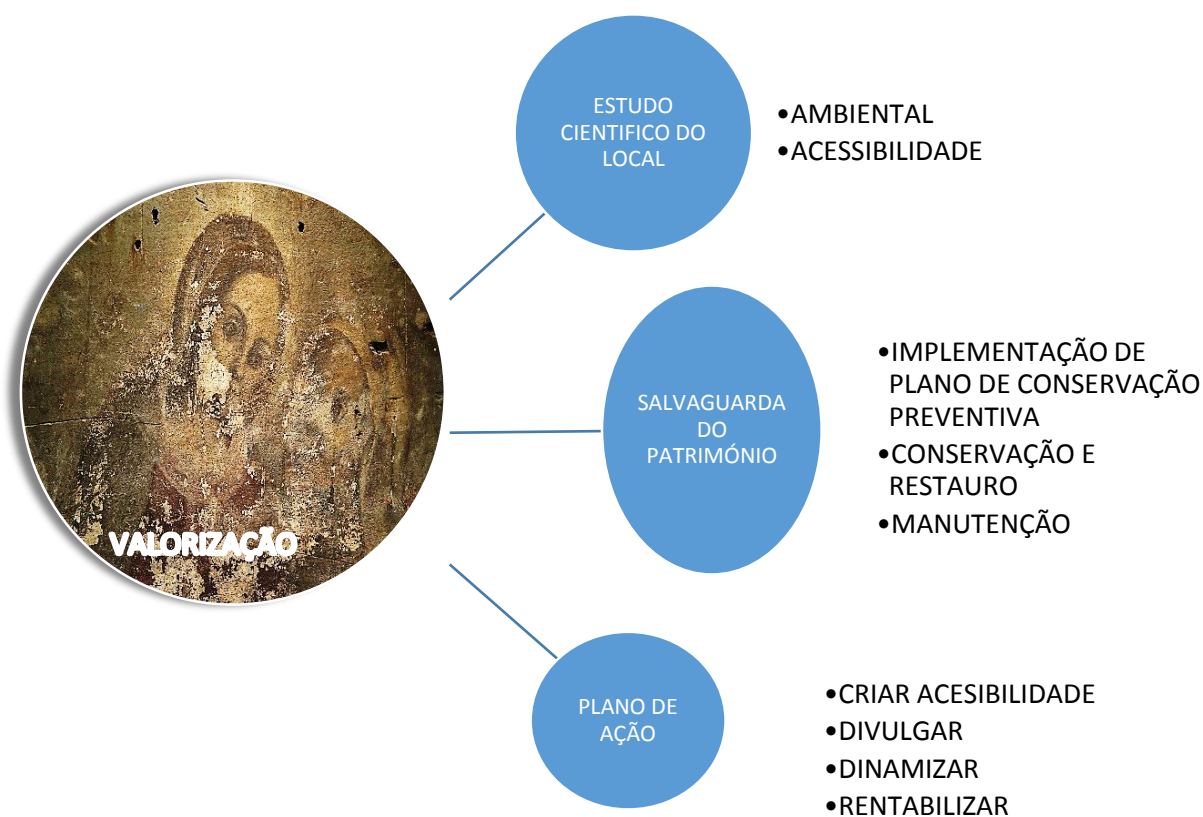 ESTUDO
CIENTIFICO DO
LOCAL
•AMBIENTAL
•ACESSIBILIDADE
VALORIZAÇÃO
SALVAGUARDA
DO
PATRIMÓNIO
•IMPLEMENTAÇÃO DE
PLANO DE CONSERVAÇÃO
PREVENTIVA
•CONSERVAÇÃO E
RESTAURO
•MANUTENÇÃO
PLANO DE
AÇÃO
•CRIAR ACESIBILIDADE
•DIVULGAR
•DINAMIZAR
•RENTABILIZAR